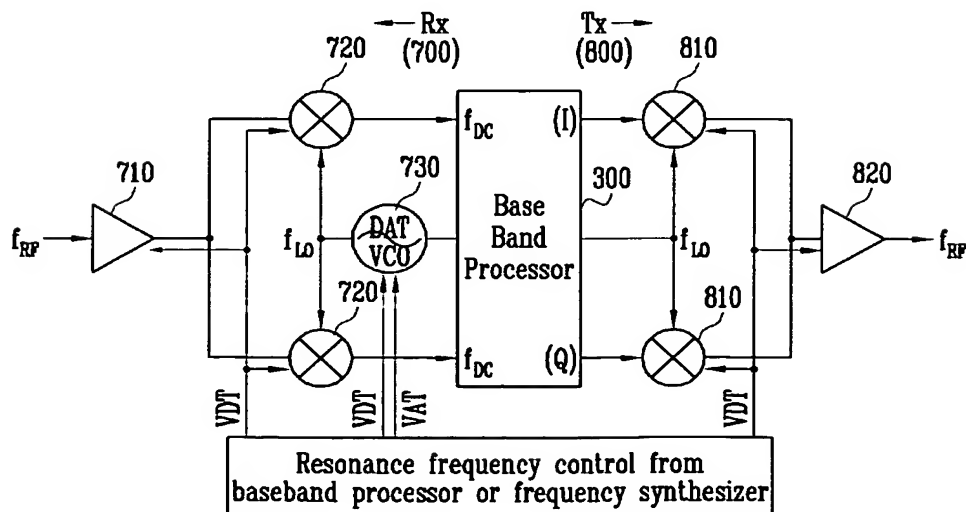 Rx
(700)
Tx
(800)
720
810
f_DC
(I)
710
730
300
820
f_RF
f_LO
DAT
VCO
Base
Band
Processor
f_LO
f_RF
720
810
f_DC
(Q)
VDT
VDT
VAT
VDT
Resonance frequency control from
baseband processor or frequency synthesizer